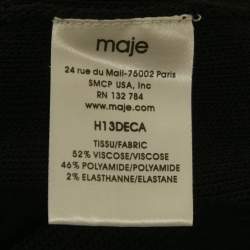 maje
24 rue du Mail-75002 Paris
SMCP USA, Inc
RN 132 784
www.maje.com
H13DECA
TISSU/FABRIC
52% VISCOSE/VISCOSE
46% POLYAMIDE/POLYAMIDE
2% ELASTHANNE/ELASTANE